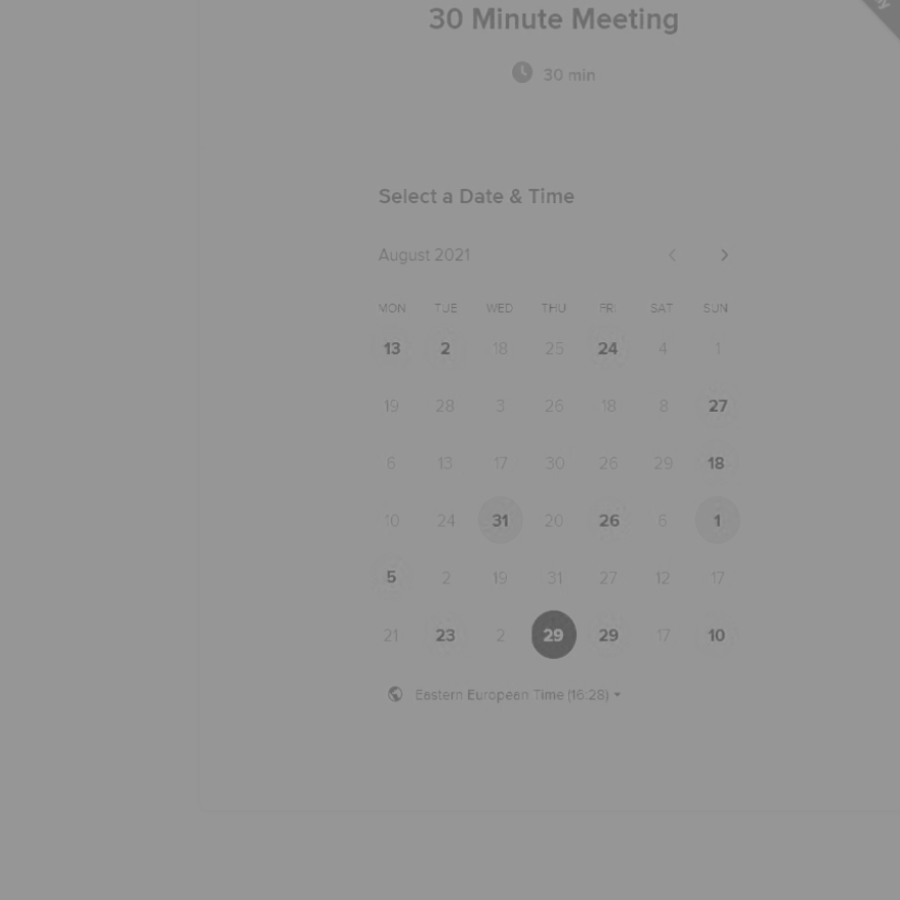 30 Minute Meeting
30 min
Select a Date & Time
August 2021
MON TUE WED THU FRI SAT SUN
13 2 18 25 24 4 1
19 28 3 26 18 8 27
6 13 17 30 26 29 18
10 24 31 20 26 6 1
5 2 19 31 27 12 17
21 23 2 29 29 17 10
Eastern European Time (16:28)